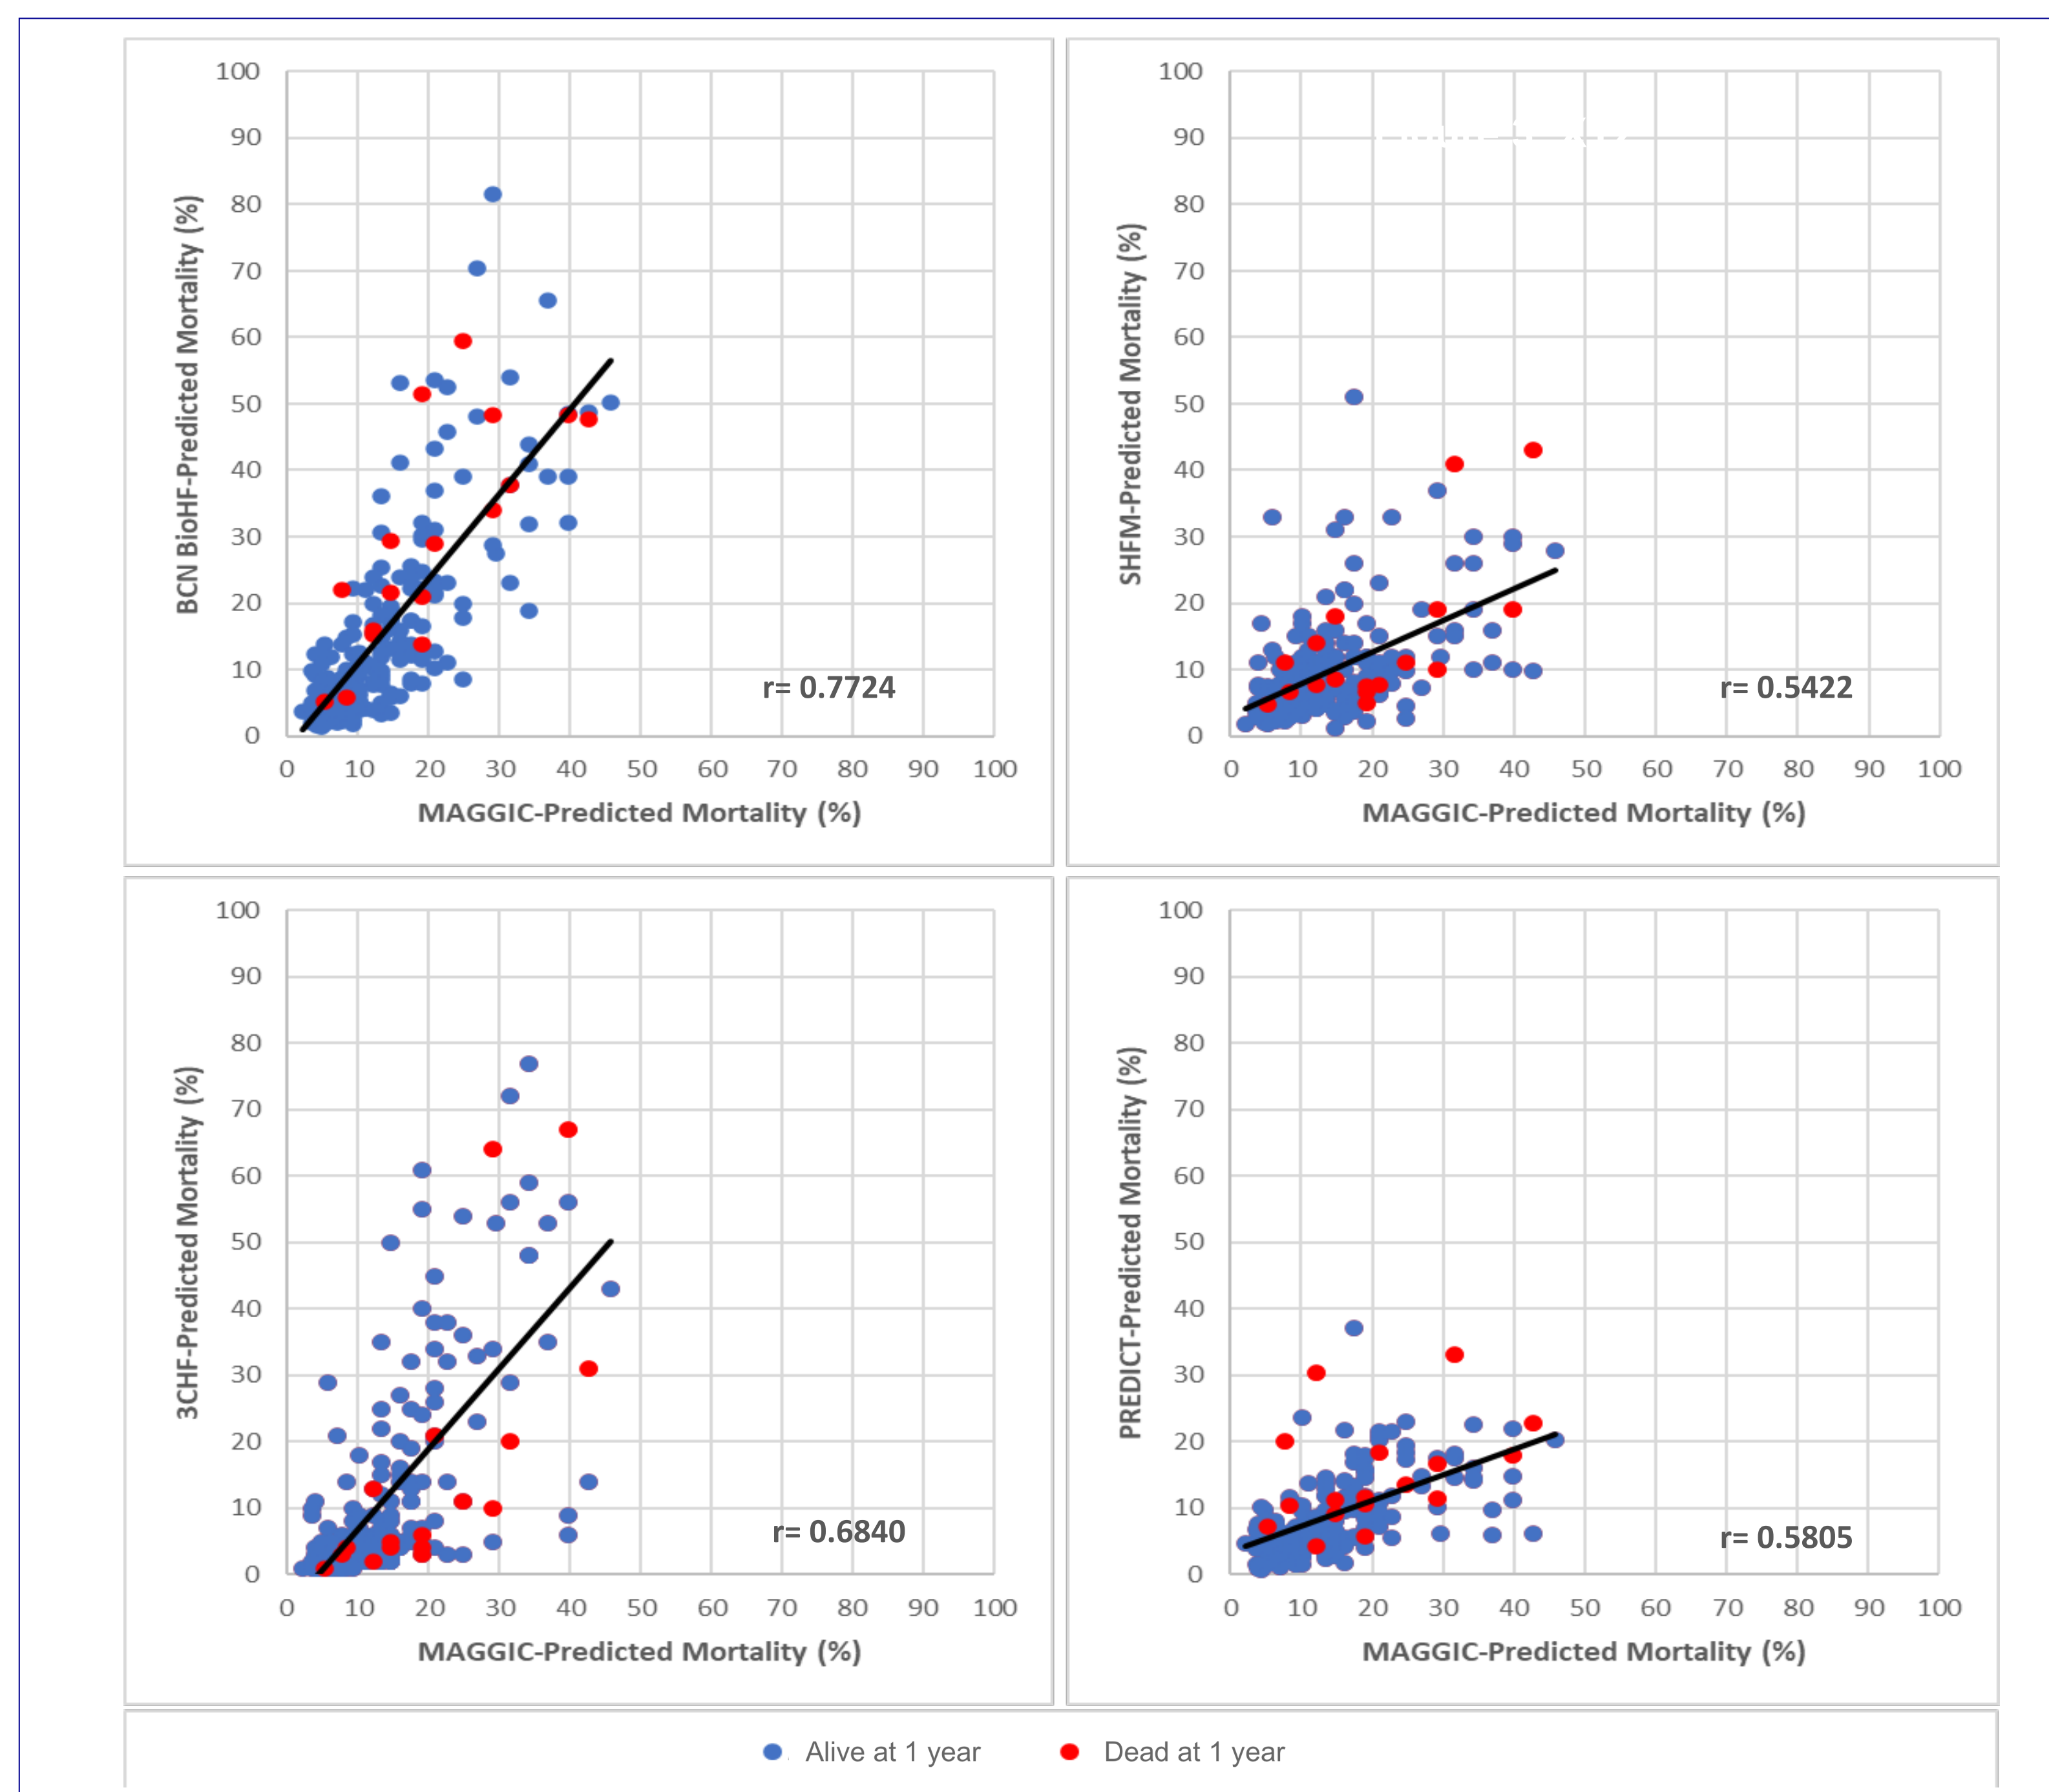 100
90
80
70
60
50
40
30
20
10
0
BCN BioHF-Predicted Mortality (%)
r= 0.7724
0 10 20 30 40 50 60 70 80 90 100
MAGGIC-Predicted Mortality (%)
100
90
80
70
60
50
40
30
20
10
0
SHFM-Predicted Mortality (%)
r= 0.5422
0 10 20 30 40 50 60 70 80 90 100
MAGGIC-Predicted Mortality (%)
100
90
80
70
60
50
40
30
20
10
0
3CHF-Predicted Mortality (%)
r= 0.6840
0 10 20 30 40 50 60 70 80 90 100
MAGGIC-Predicted Mortality (%)
100
90
80
70
60
50
40
30
20
10
0
PREDICT-Predicted Mortality (%)
r= 0.5805
0 10 20 30 40 50 60 70 80 90 100
MAGGIC-Predicted Mortality (%)
Alive at 1 year Dead at 1 year